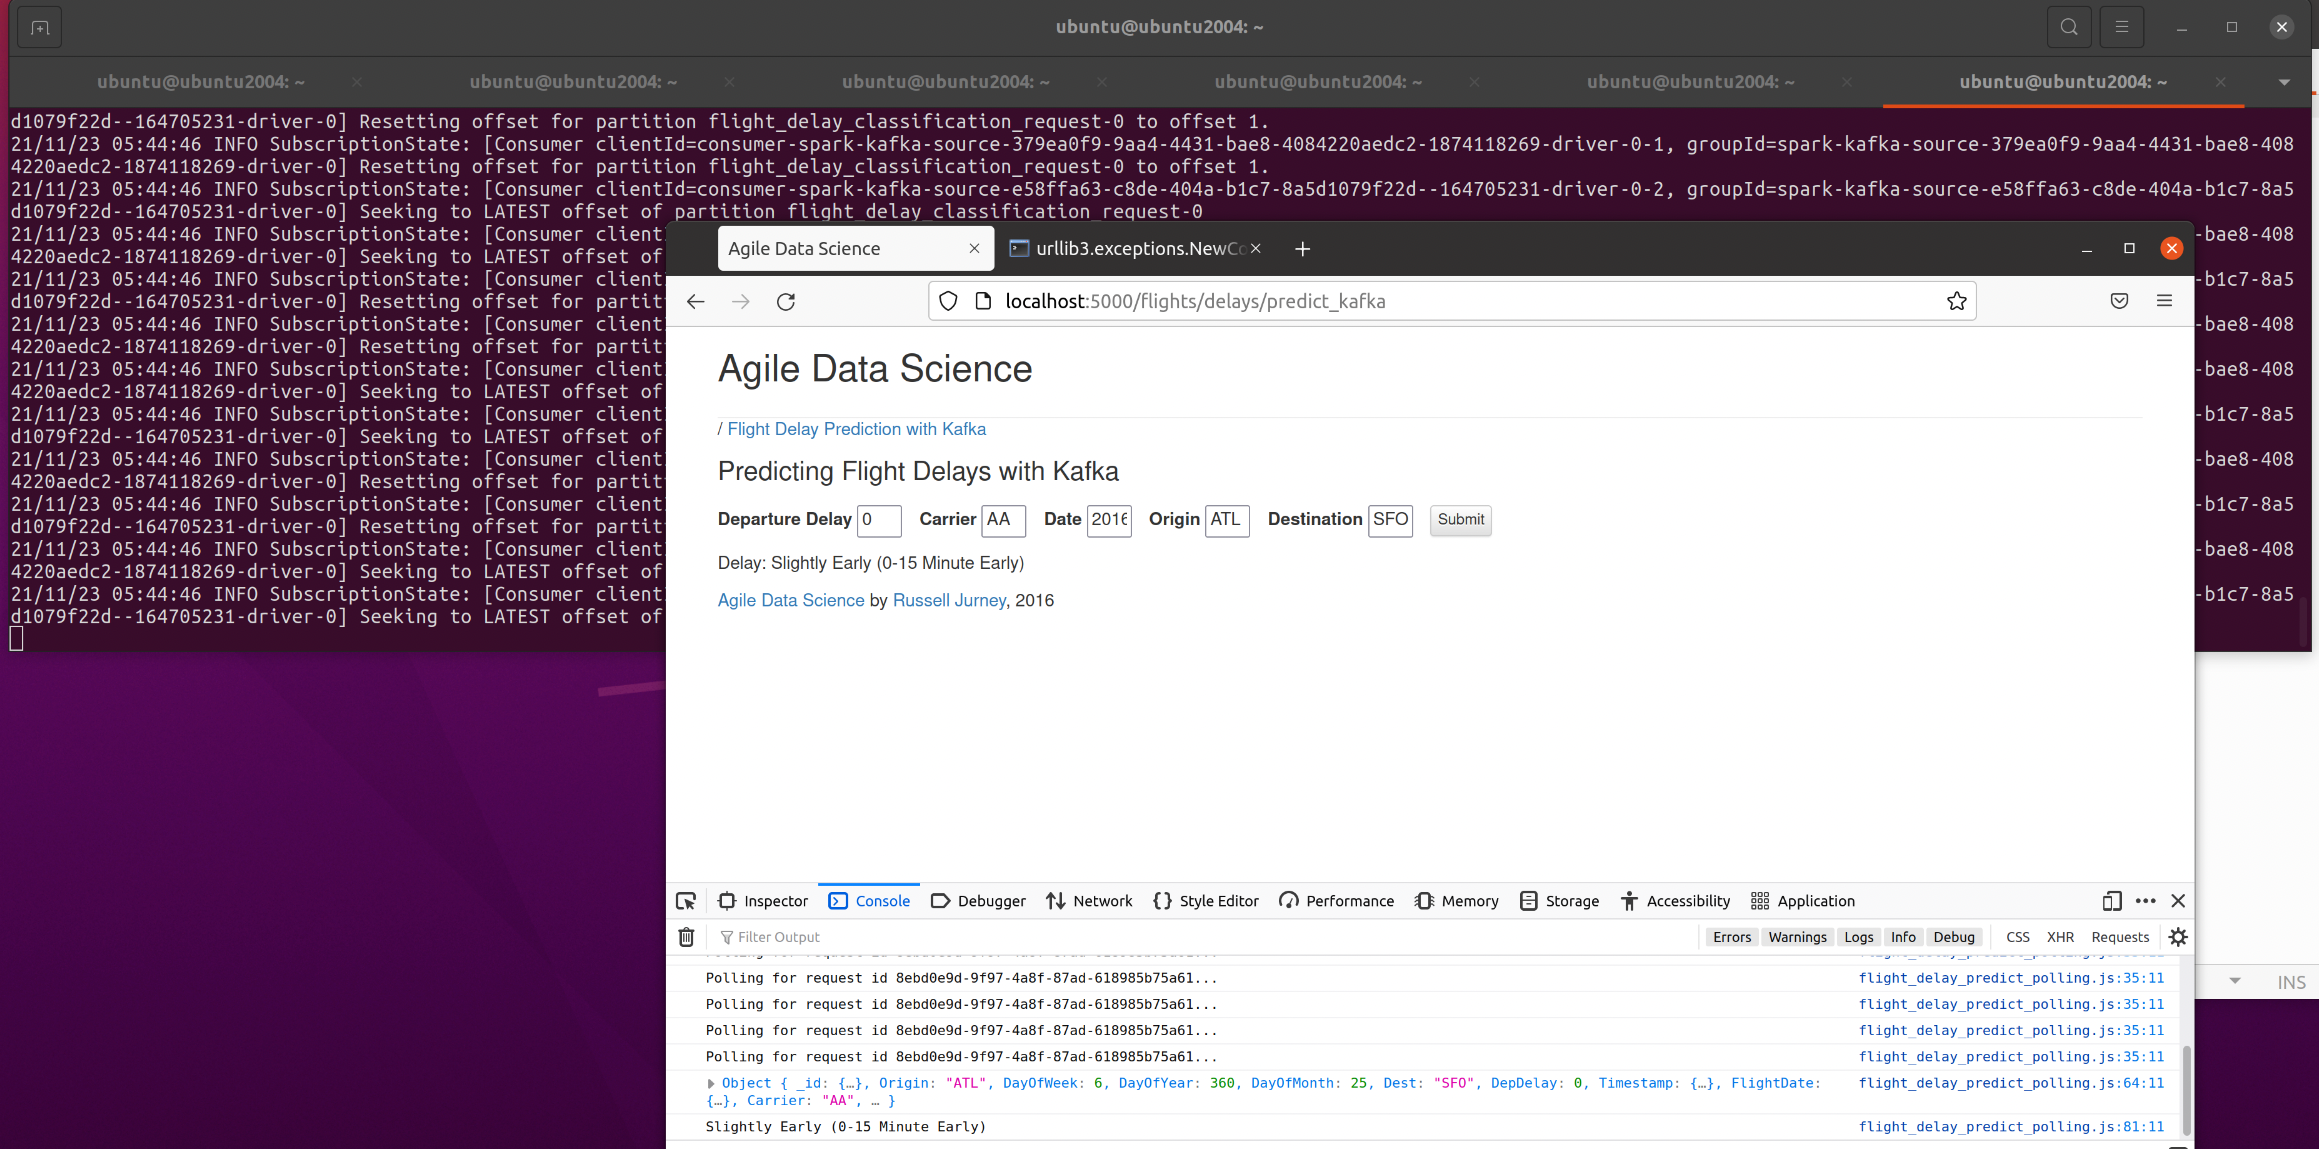 ubuntu@ubuntu2004: ~
ubuntu@ubuntu2004: ~ ubuntu@ubuntu2004: ~ ubuntu@ubuntu2004: ~ ubuntu@ubuntu2004: ~ ubuntu@ubuntu2004: ~ ubuntu@ubuntu2004: ~
d1079f22d--164705231-driver-0] Resetting offset for partition flight_delay_classification_request-0 to offset 1.
21/11/23 05:44:46 INFO SubscriptionState: [Consumer clientId=consumer-spark-kafka-source-379ea0f9-9aa4-4431-bae8-4084220aedc2-1874118269-driver-0-1, groupId=spark-kafka-source-379ea0f9-9aa4-4431-bae8-408
4220aedc2-1874118269-driver-0] Resetting offset for partition flight_delay_classification_request-0 to offset 1.
21/11/23 05:44:46 INFO SubscriptionState: [Consumer clientId=consumer-spark-kafka-source-e58ffa63-c8de-404a-b1c7-8a5d1079f22d--164705231-driver-0-2, groupId=spark-kafka-source-e58ffa63-c8de-404a-b1c7-8a5
d1079f22d--164705231-driver-0] Seeking to LATEST offset of partition flight_delay_classification_request-0
21/11/23 05:44:46 INFO SubscriptionState: [Consumer client -bae8-408
4220aedc2-1874118269-driver-0] Seeking to LATEST offset of
21/11/23 05:44:46 INFO SubscriptionState: [Consumer client -b1c7-8a5
d1079f22d--164705231-driver-0] Resetting offset for partit
21/11/23 05:44:46 INFO SubscriptionState: [Consumer client -bae8-408
4220aedc2-1874118269-driver-0] Resetting offset for partit
21/11/23 05:44:46 INFO SubscriptionState: [Consumer client -bae8-408
4220aedc2-1874118269-driver-0] Seeking to LATEST offset of
21/11/23 05:44:46 INFO SubscriptionState: [Consumer client -b1c7-8a5
d1079f22d--164705231-driver-0] Seeking to LATEST offset of
21/11/23 05:44:46 INFO SubscriptionState: [Consumer client -bae8-408
4220aedc2-1874118269-driver-0] Resetting offset for partit
21/11/23 05:44:46 INFO SubscriptionState: [Consumer client -b1c7-8a5
d1079f22d--164705231-driver-0] Resetting offset for partit
21/11/23 05:44:46 INFO SubscriptionState: [Consumer client -bae8-408
4220aedc2-1874118269-driver-0] Seeking to LATEST offset of
21/11/23 05:44:46 INFO SubscriptionState: [Consumer client -b1c7-8a5
d1079f22d--164705231-driver-0] Seeking to LATEST offset of
Agile Data Science urllib3.exceptions.NewCo
localhost:5000/flights/delays/predict_kafka
Agile Data Science
/ Flight Delay Prediction with Kafka
Predicting Flight Delays with Kafka
Departure Delay 0 Carrier AA Date 2016 Origin ATL Destination SFO Submit
Delay: Slightly Early (0-15 Minute Early)
Agile Data Science by Russell Jurney, 2016
Inspector Console Debugger Network Style Editor Performance Memory Storage Accessibility Application
Filter Output Errors Warnings Logs Info Debug CSS XHR Requests
Polling for request id 8ebd0e9d-9f97-4a8f-87ad-618985b75a61... flight_delay_predict_polling.js:35:11
Polling for request id 8ebd0e9d-9f97-4a8f-87ad-618985b75a61... flight_delay_predict_polling.js:35:11
Polling for request id 8ebd0e9d-9f97-4a8f-87ad-618985b75a61... flight_delay_predict_polling.js:35:11
Polling for request id 8ebd0e9d-9f97-4a8f-87ad-618985b75a61... flight_delay_predict_polling.js:35:11
Object { _id: {…}, Origin: "ATL", DayOfWeek: 6, DayOfYear: 360, DayOfMonth: 25, Dest: "SFO", DepDelay: 0, Timestamp: {…}, FlightDate: flight_delay_predict_polling.js:64:11
{…}, Carrier: "AA", … }
Slightly Early (0-15 Minute Early) flight_delay_predict_polling.js:81:11
INS